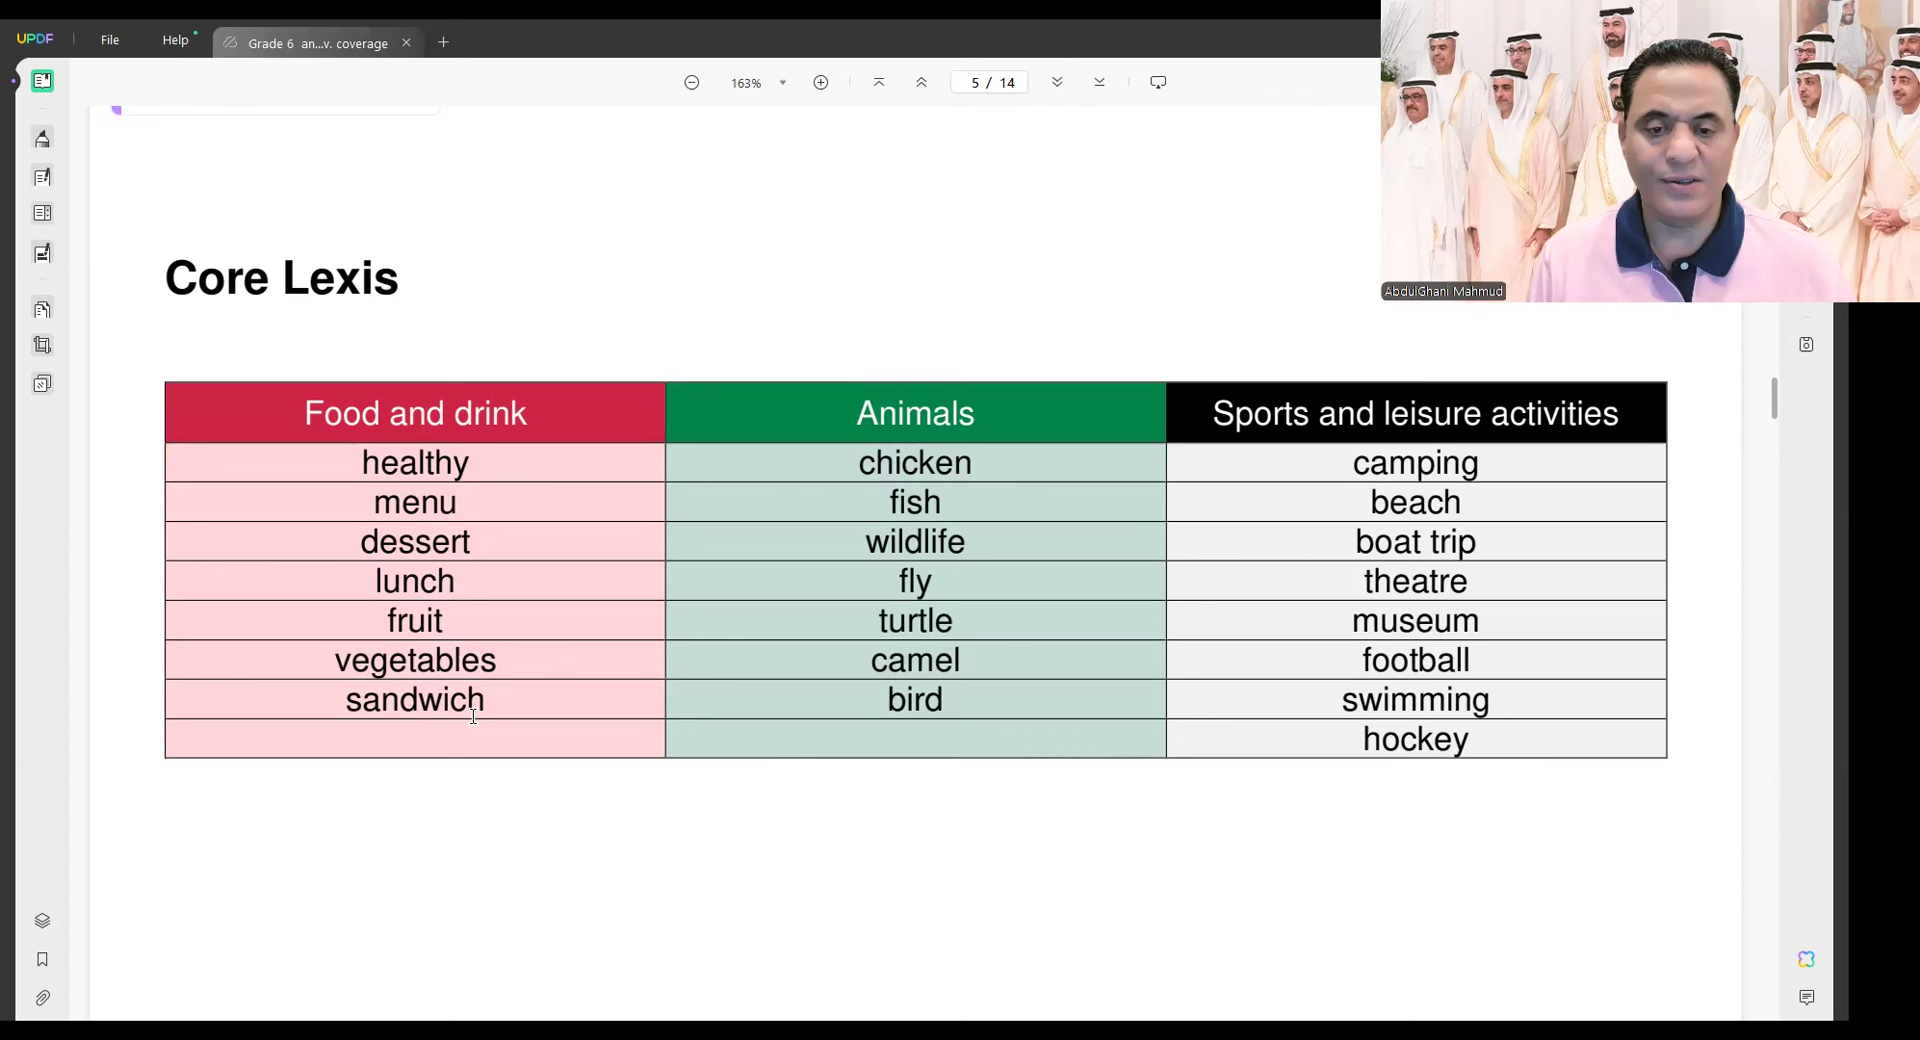 UPDF File Help Grade 6 an...v. coverage
163% 5 / 14
AbdulGhani Mahmud
Core Lexis
Food and drink Animals Sports and leisure activities
healthy chicken camping
menu fish beach
dessert wildlife boat trip
lunch fly theatre
fruit turtle museum
vegetables camel football
sandwich bird swimming
hockey